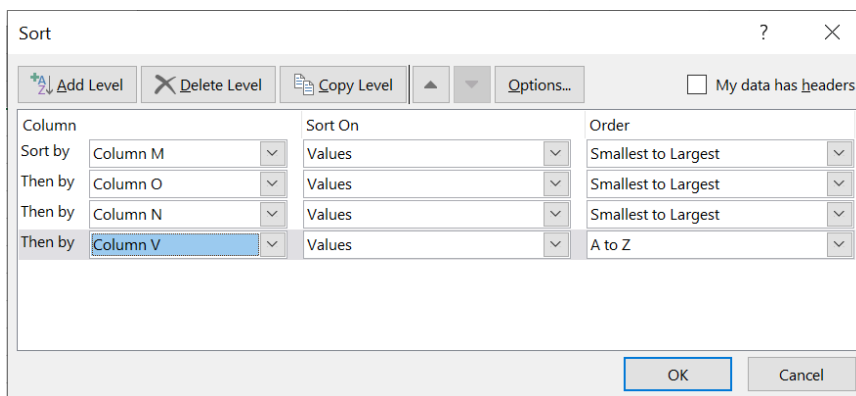 Sort ?
Add Level Delete Level Copy Level Options... My data has headers
Column Sort On Order
Sort by Column M Values Smallest to Largest
Then by Column O Values Smallest to Largest
Then by Column N Values Smallest to Largest
Then by Column V Values A to Z
OK Cancel